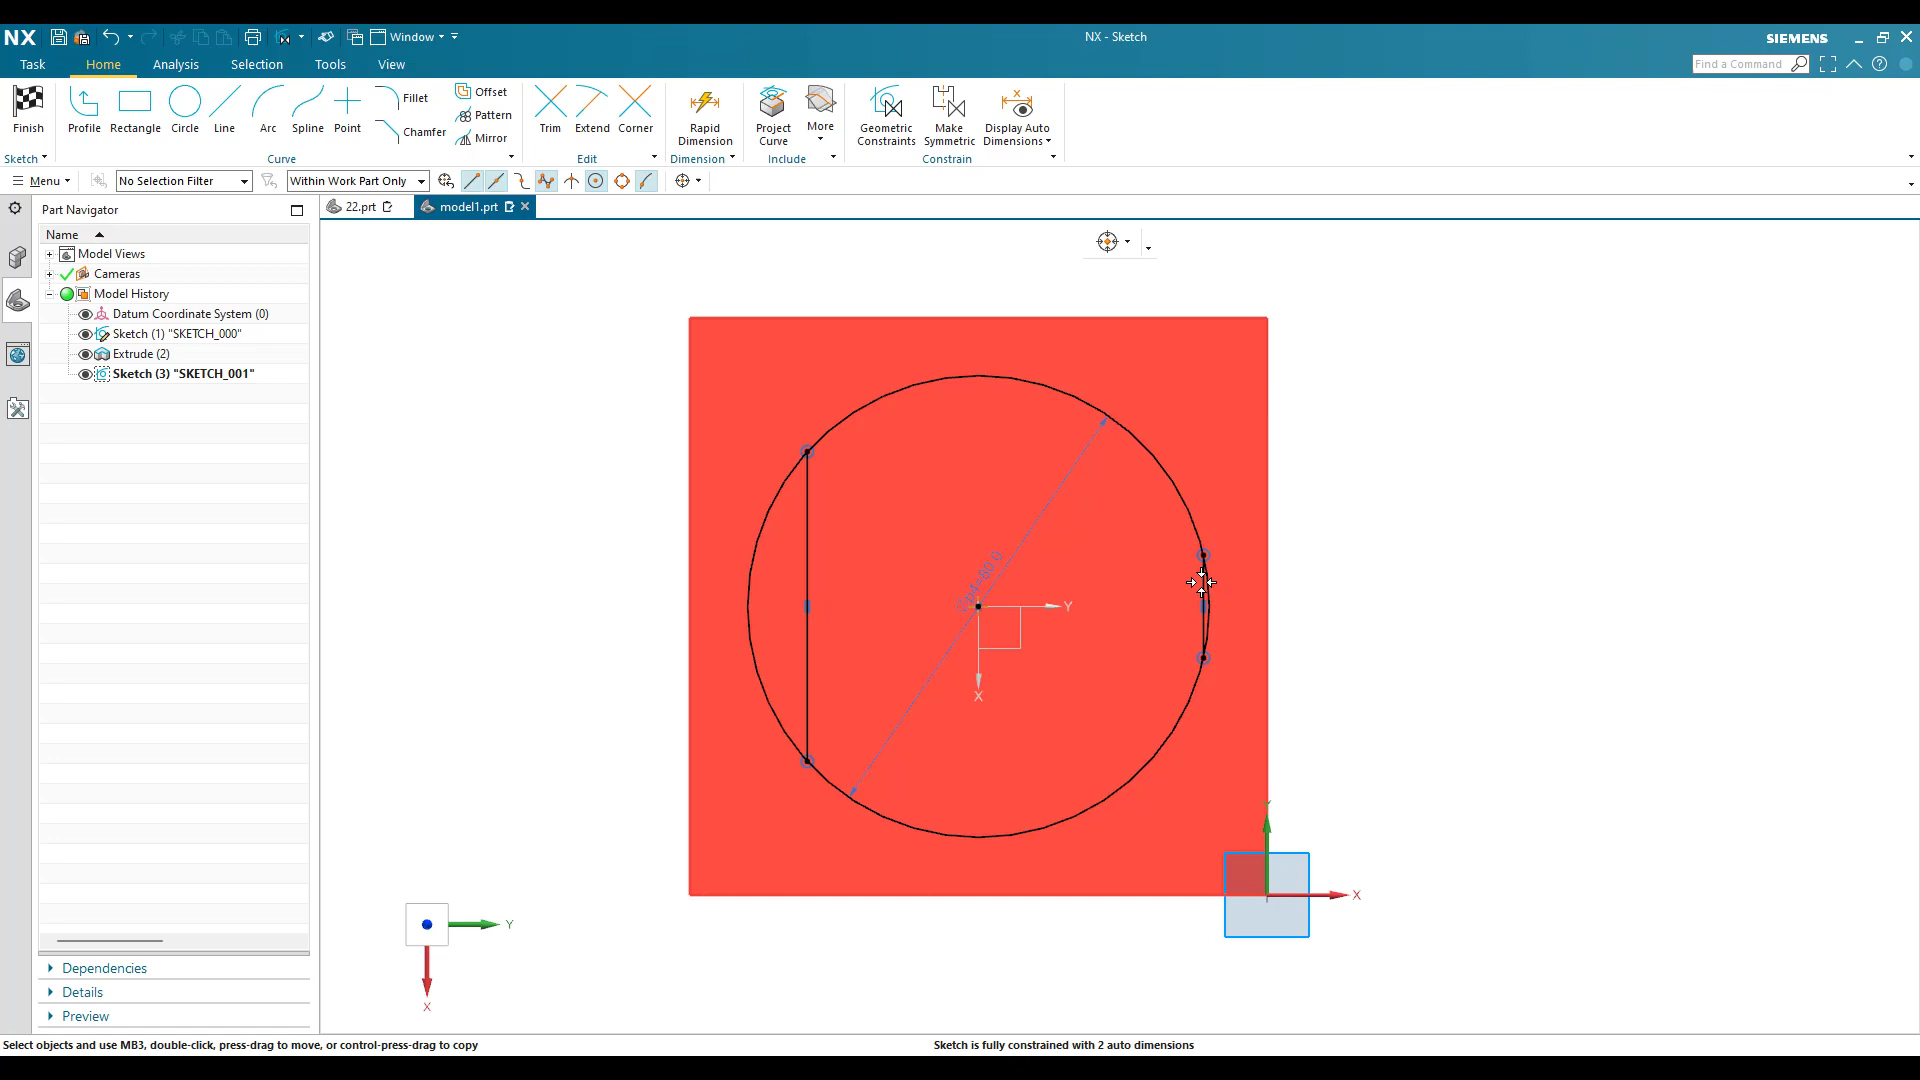 NX
Window
NX - Sketch
SIEMENS
Task
Home
Analysis
Selection
Tools
View
Find a Command
Finish
Profile
Rectangle
Circle
Line
Arc
Spline
Point
Fillet
Chamfer
Offset
Pattern
Mirror
Trim
Extend
Corner
Rapid
Dimension
Project
Curve
More
Geometric
Constraints
Make
Symmetric
Display Auto
Dimensions
Sketch
Curve
Edit
Dimension
Include
Constrain
Menu
No Selection Filter
Within Work Part Only
Part Navigator
22.prt
model1.prt
Name
Model Views
Cameras
Model History
Datum Coordinate System (0)
Sketch (1) "SKETCH_000"
Extrude (2)
Sketch (3) "SKETCH_001"
Y
X
Y
X
Y
X
Dependencies
Details
Preview
Select objects and use MB3, double-click, press-drag to move, or control-press-drag to copy
Sketch is fully constrained with 2 auto dimensions